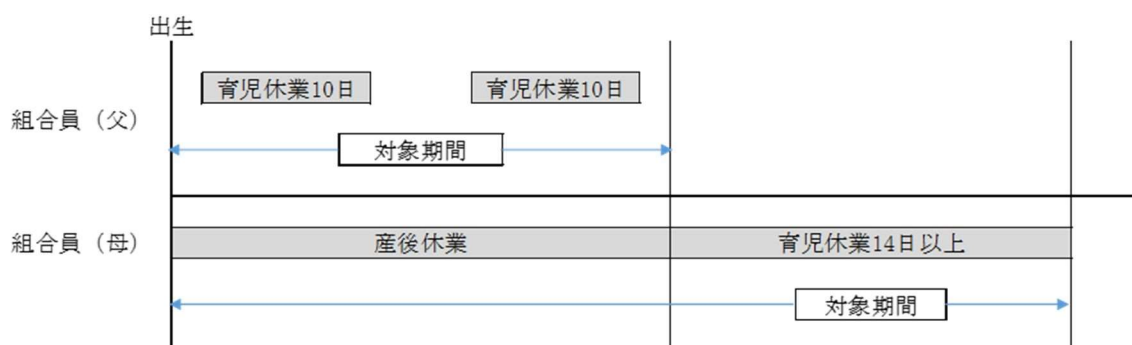 出生
育児休業10日
育児休業10日
組合員（父）
対象期間
組合員（母）
産後休業
育児休業14日以上
対象期間